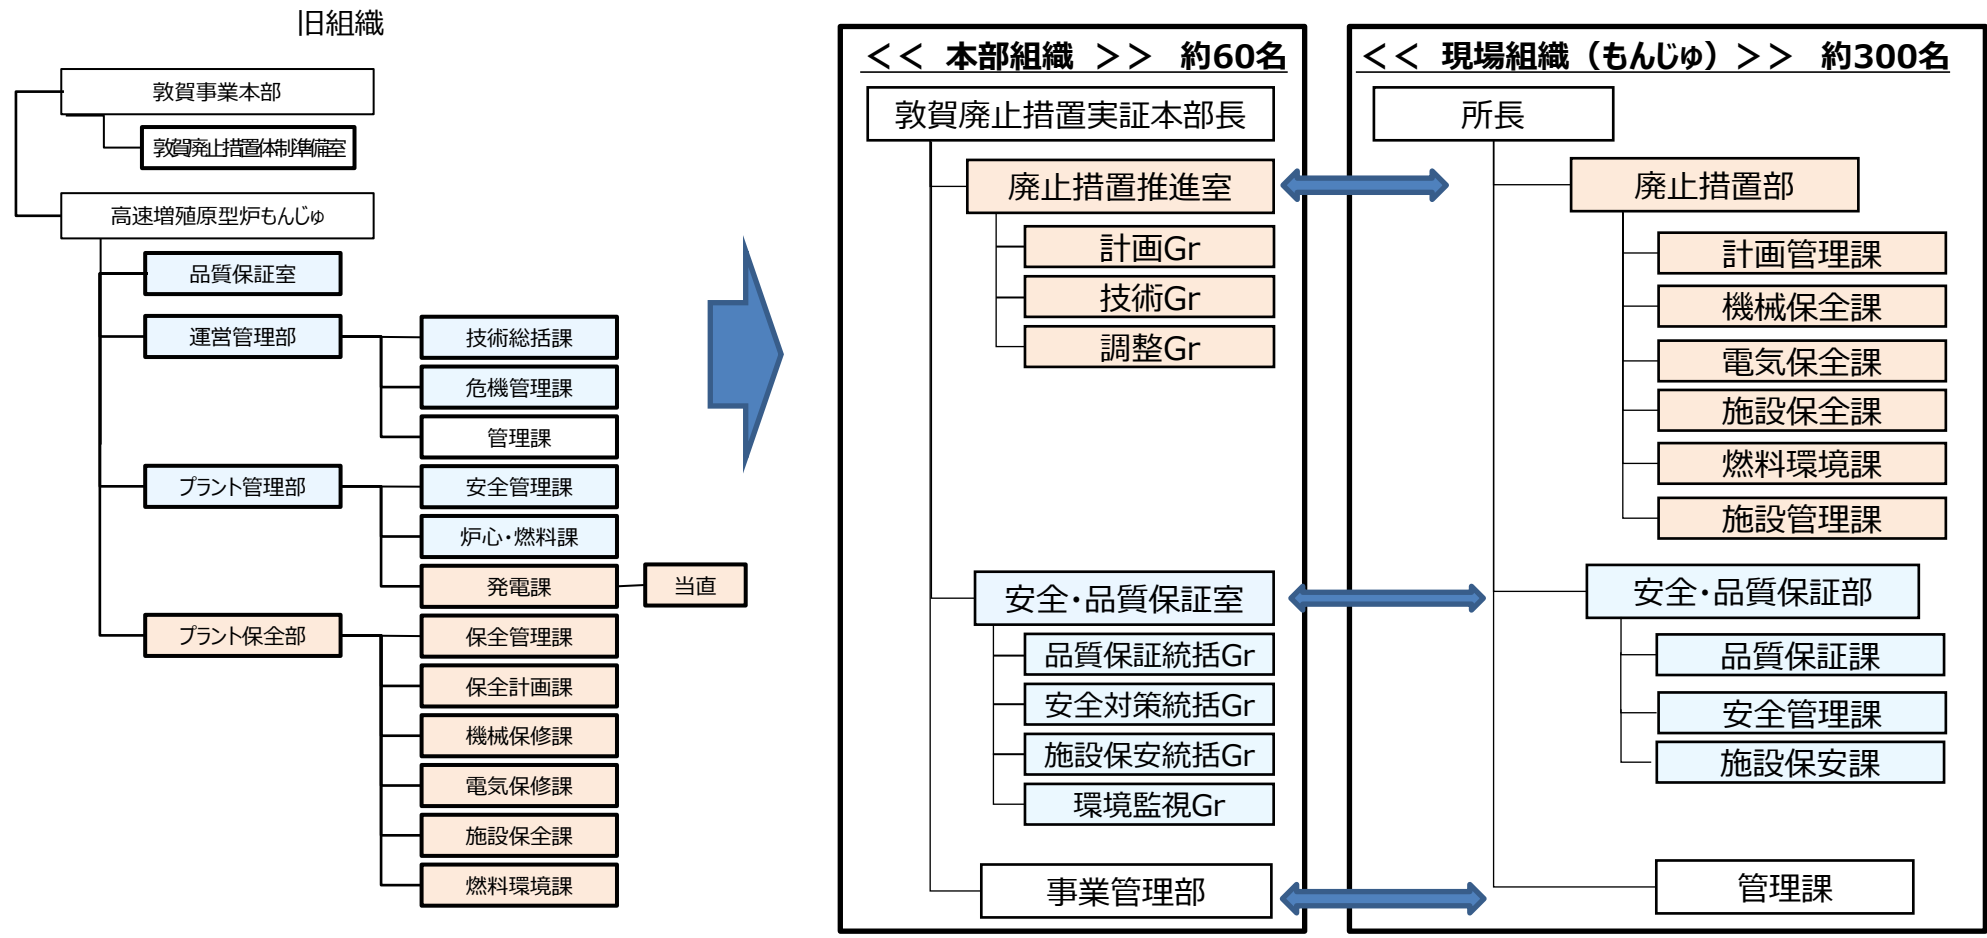 旧組織
敦賀事業本部
敦賀廃止措置体制準備室
高速増殖原型炉もんじゅ
品質保証室
運営管理部
技術総括課
危機管理課
管理課
プラント管理部
安全管理課
炉心・燃料課
発電課
当直
プラント保全部
保全管理課
保全計画課
機械保修課
電気保修課
施設保全課
燃料環境課
<< 本部組織 >> 約60名
敦賀廃止措置実証本部長
廃止措置推進室
計画Gr
技術Gr
調整Gr
安全・品質保証室
品質保証統括Gr
安全対策統括Gr
施設保安統括Gr
環境監視Gr
事業管理部
<< 現場組織（もんじゅ）>> 約300名
所長
廃止措置部
計画管理課
機械保全課
電気保全課
施設保全課
燃料環境課
施設管理課
安全・品質保証部
品質保証課
安全管理課
施設保安課
管理課